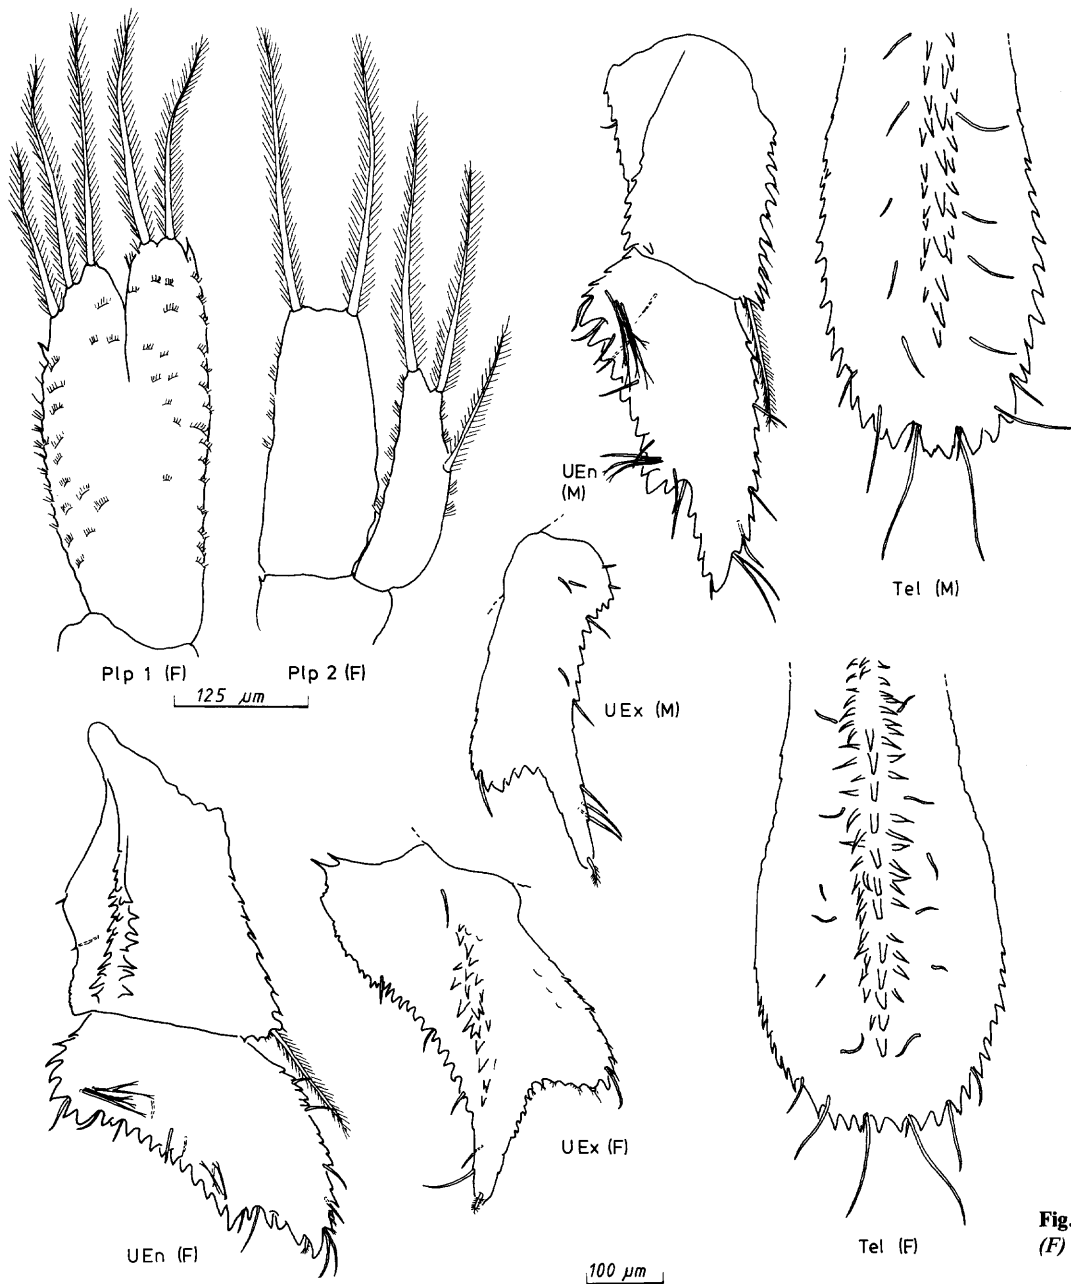 UEn
(M)
Tel (M)
Plp 1 (F)
Plp 2 (F)
125 µm
UEx (M)
UEx (F)
UEn (F)
Tel (F)
100 µm
Fig.
(F)